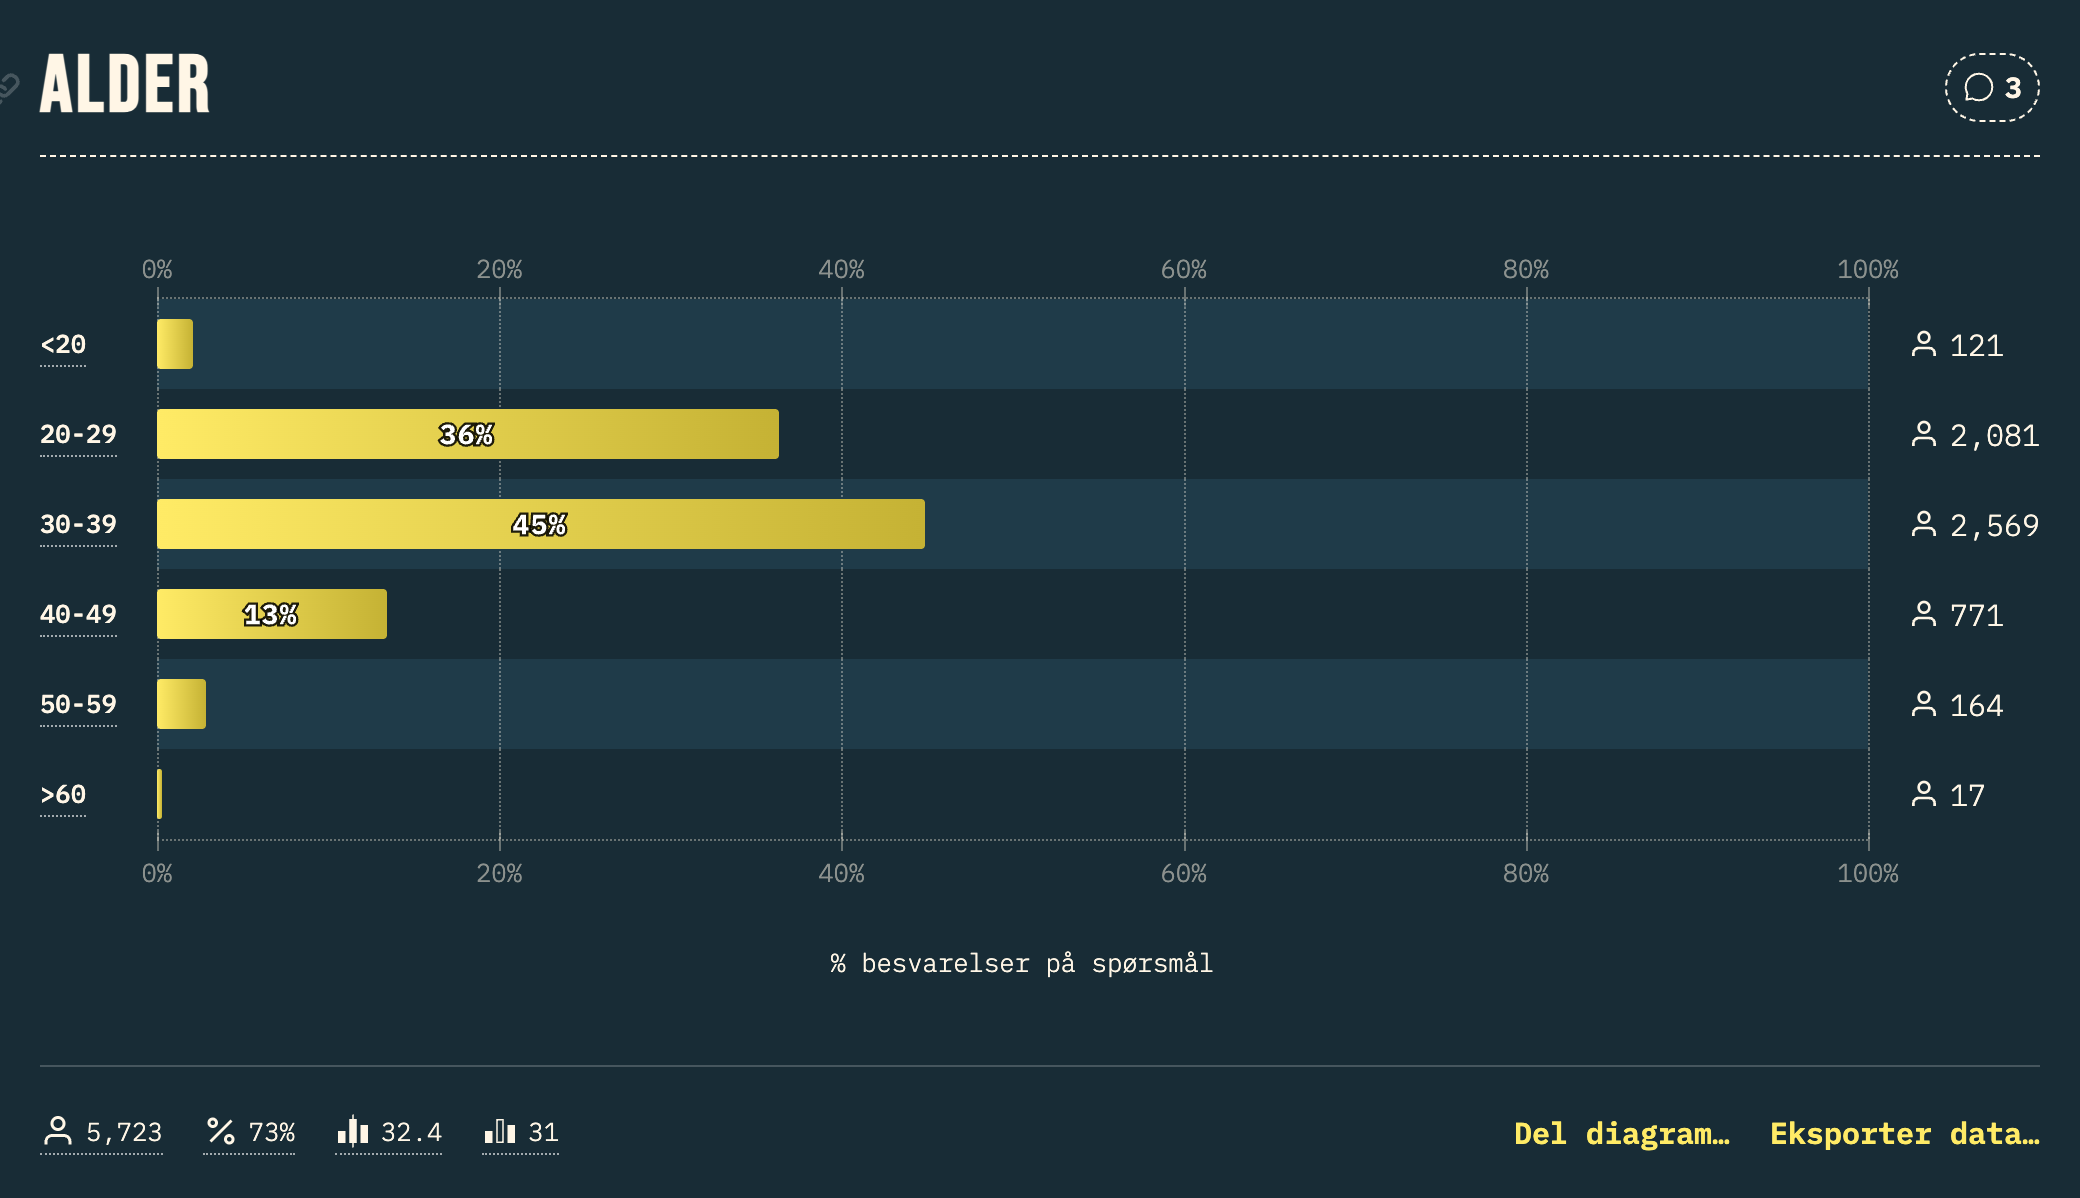 ALDER
3
0% 20% 40% 60% 80% 100%
<20 121
20-29 36% 2,081
30-39 45% 2,569
40-49 13% 771
50-59 164
>60 17
0% 20% 40% 60% 80% 100%
% besvarelser på spørsmål
5,723 73% 32.4 31 Del diagram… Eksporter data…